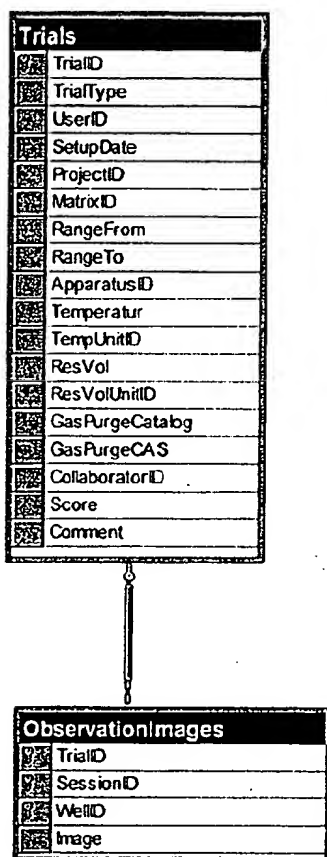 Trials
TrialID
TrialType
UserID
SetupDate
ProjectID
MatrixID
RangeFrom
RangeTo
ApparatusID
Temperatur
TempUnitID
ResVol
ResVolUnitID
GasPurgeCatalog
GasPurgeCAS
CollaboratorID
Score
Comment
ObservationImages
TrialID
SessionID
WellID
Image